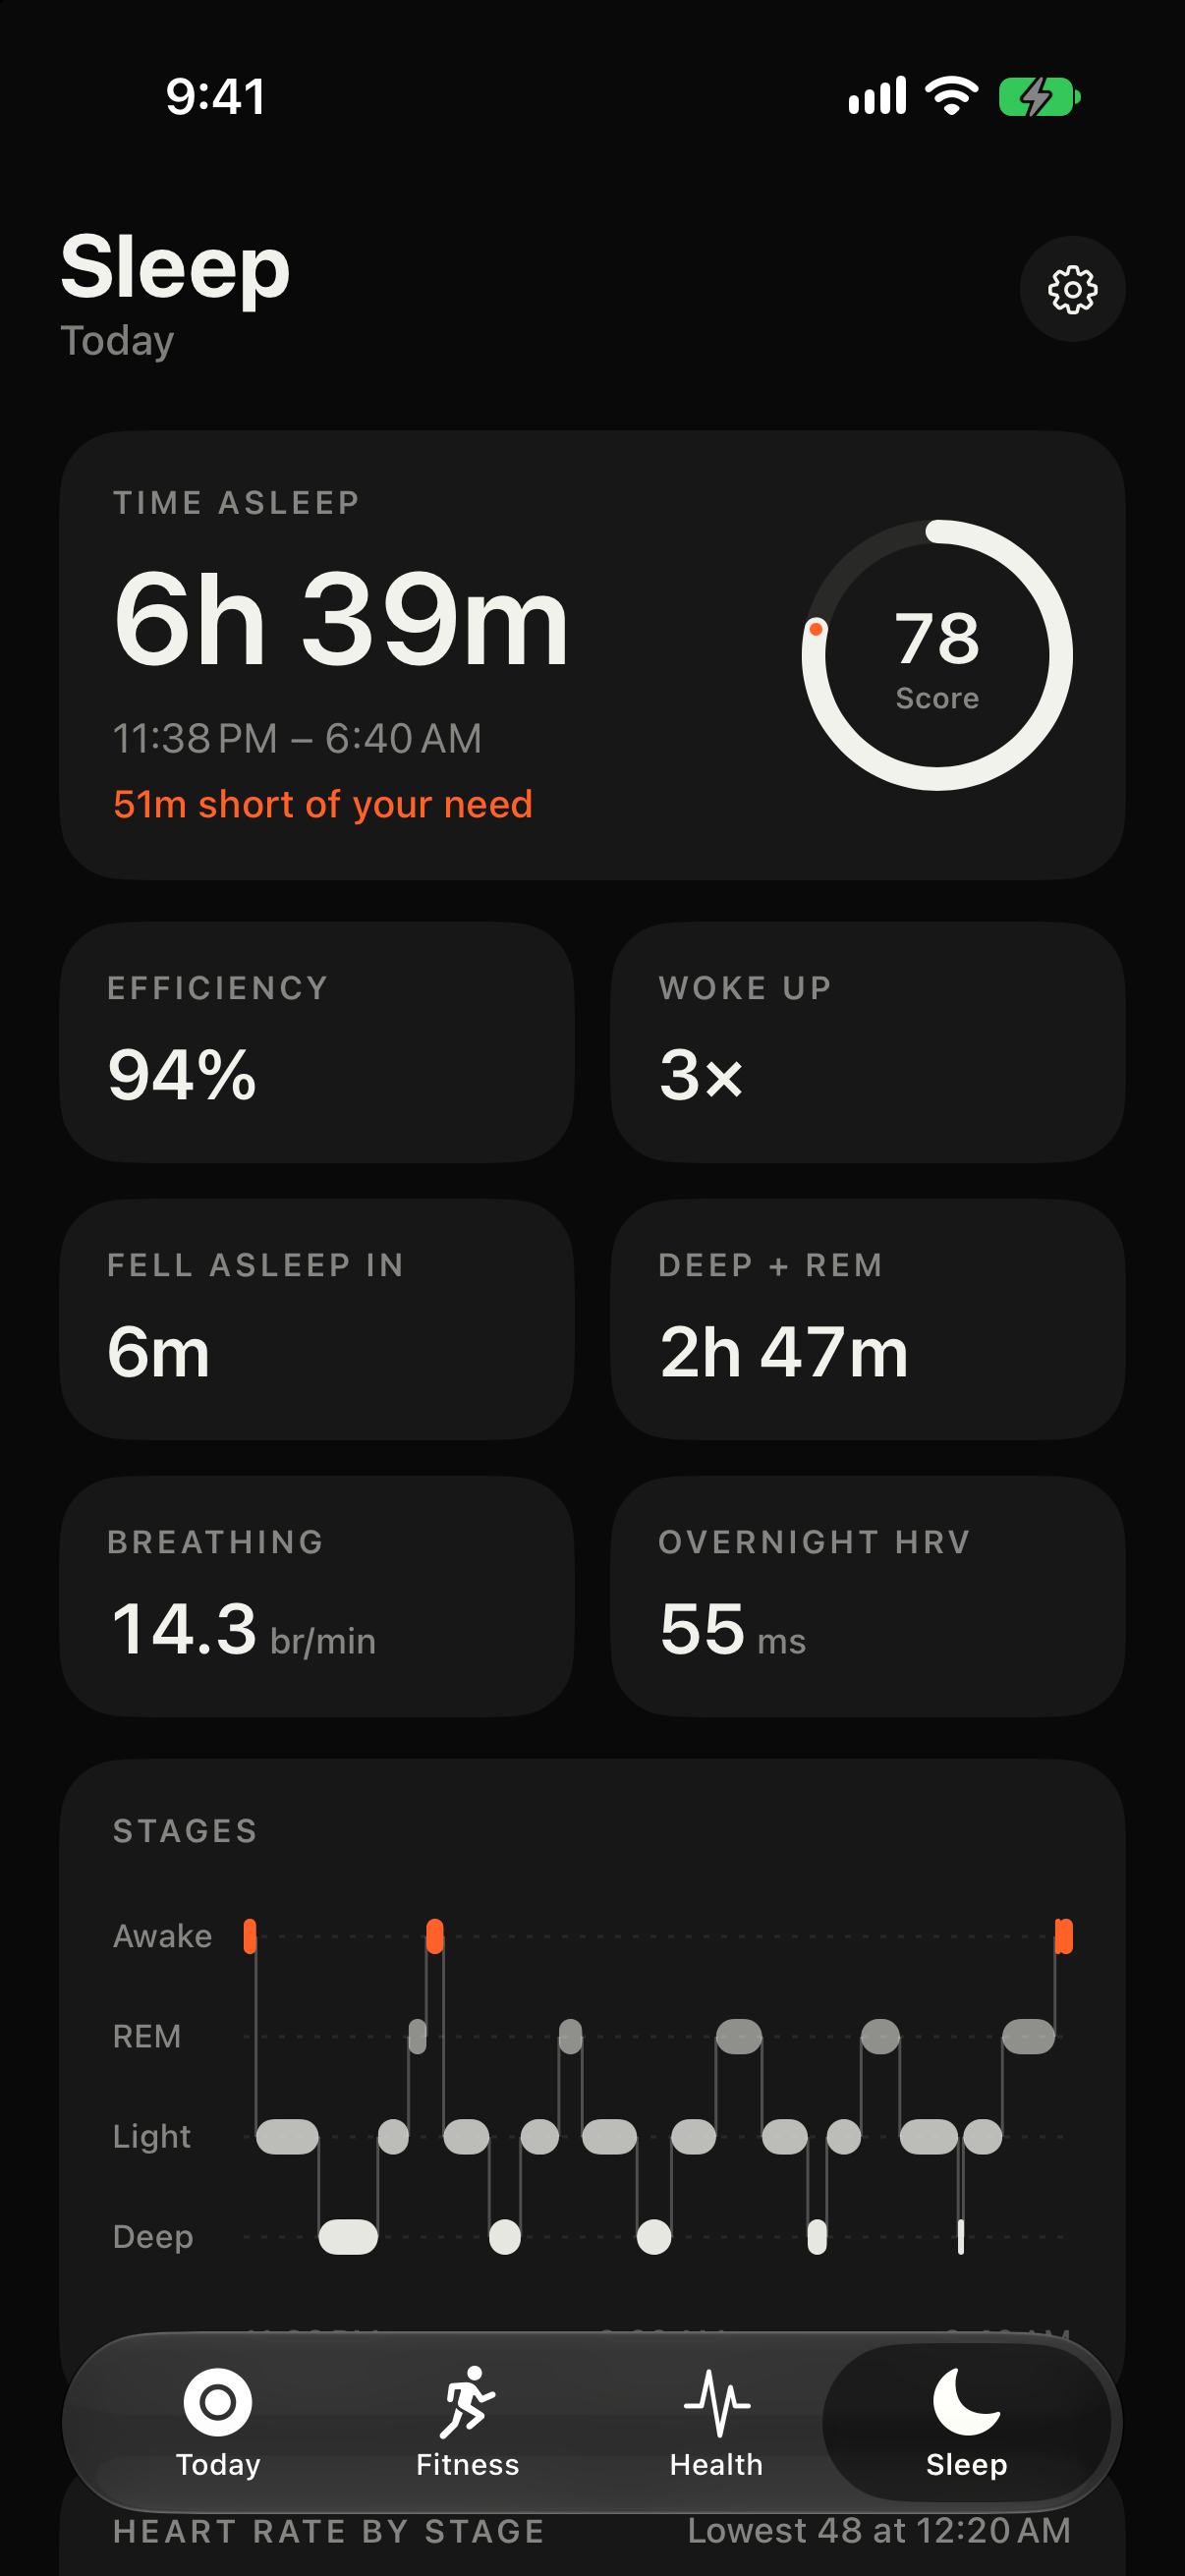 9:41
Sleep
Today
TIME ASLEEP
6h 39m
11:38 PM – 6:40 AM
51m short of your need
78
Score
EFFICIENCY
94%
WOKE UP
3×
FELL ASLEEP IN
6m
DEEP + REM
2h 47m
BREATHING
14.3 br/min
OVERNIGHT HRV
55 ms
STAGES
Awake
REM
Light
Deep
Today
Fitness
Health
Sleep
HEART RATE BY STAGE
Lowest 48 at 12:20 AM